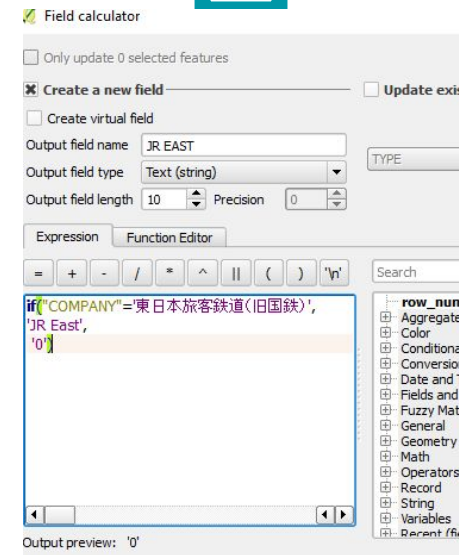 Field calculator
Only update 0 selected features
Create a new field
Update exis
Create virtual field
Output field name JR EAST
Output field type Text (string)
TYPE
Output field length 10 Precision 0
Expression Function Editor
= + - / * ^ || ( ) '\n' Search
if("COMPANY"='東日本旅客鉄道(旧国鉄)',
'JR East',
'0')
row_num
Aggregate
Color
Conditiona
Conversion
Date and T
Fields and
Fuzzy Mat
General
Geometry
Math
Operators
Record
String
Variables
Recent (fie
Output preview: '0'